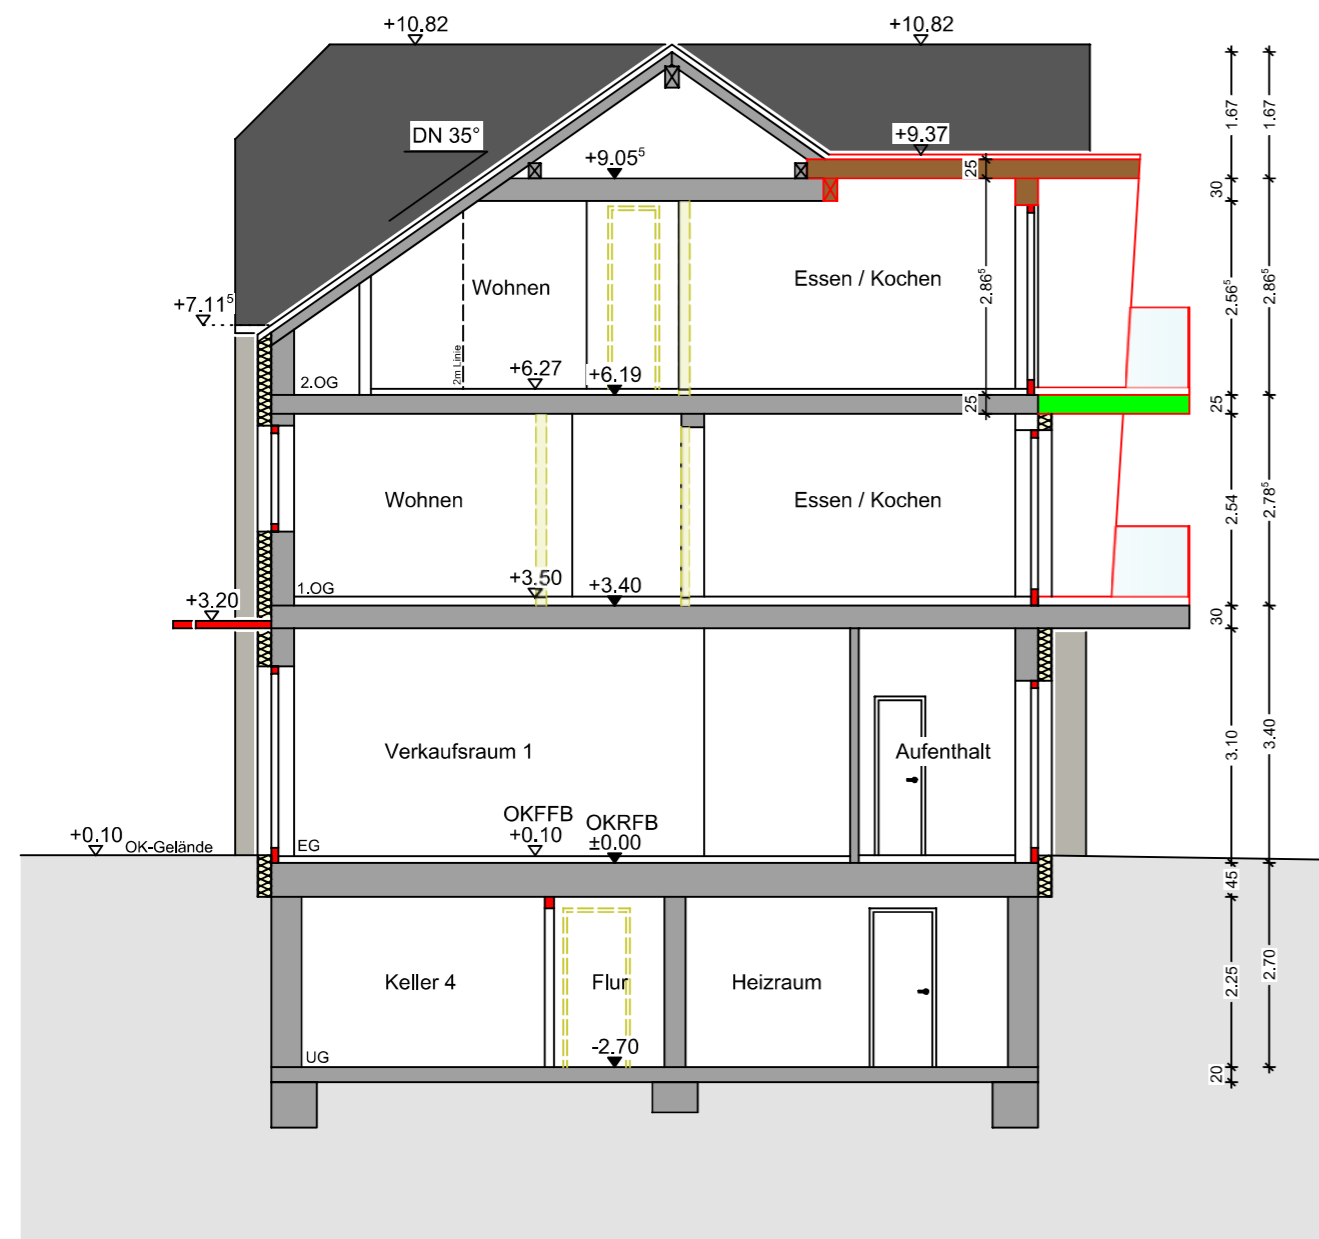 +10.82
+10.82
DN 35°
+9.37
+9.05⁵
25
1.67
1.67
30
Wohnen
Essen / Kochen
2.86⁵
2.56⁵
2.86⁵
+7.11⁵
2m Linie
2.OG
+6.27
+6.19
25
25
Wohnen
Essen / Kochen
2.54
2.78⁵
1.OG
+3.50
+3.40
+3.20
30
Verkaufsraum 1
Aufenthalt
3.10
3.40
OKFFB
+0.10
OKRFB
±0.00
+0.10
OK-Gelände
EG
45
Keller 4
Flur
Heizraum
2.25
2.70
UG
-2.70
20